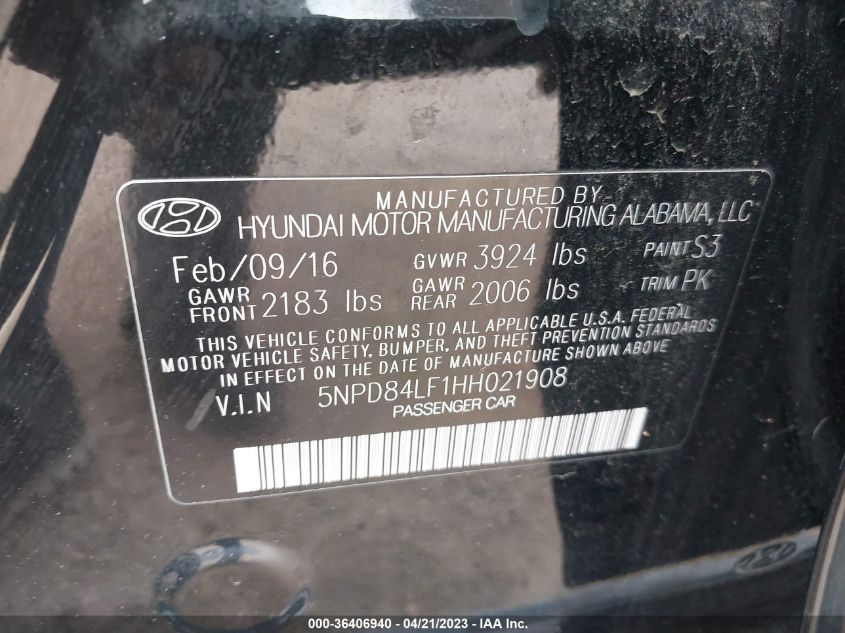 MANUFACTURED BY
HYUNDAI MOTOR MANUFACTURING ALABAMA, LLC
Feb/09/16 GVWR 3924 lbs PAINT S3
GAWR FRONT 2183 lbs GAWR REAR 2006 lbs TRIM PK
THIS VEHICLE CONFORMS TO ALL APPLICABLE U.S.A. FEDERAL
MOTOR VEHICLE SAFETY, BUMPER, AND THEFT PREVENTION STANDARDS
IN EFFECT ON THE DATE OF MANUFACTURE SHOWN ABOVE
V.I.N 5NPD84LF1HH021908
PASSENGER CAR
000-36406940 - 04/21/2023 - IAA Inc.